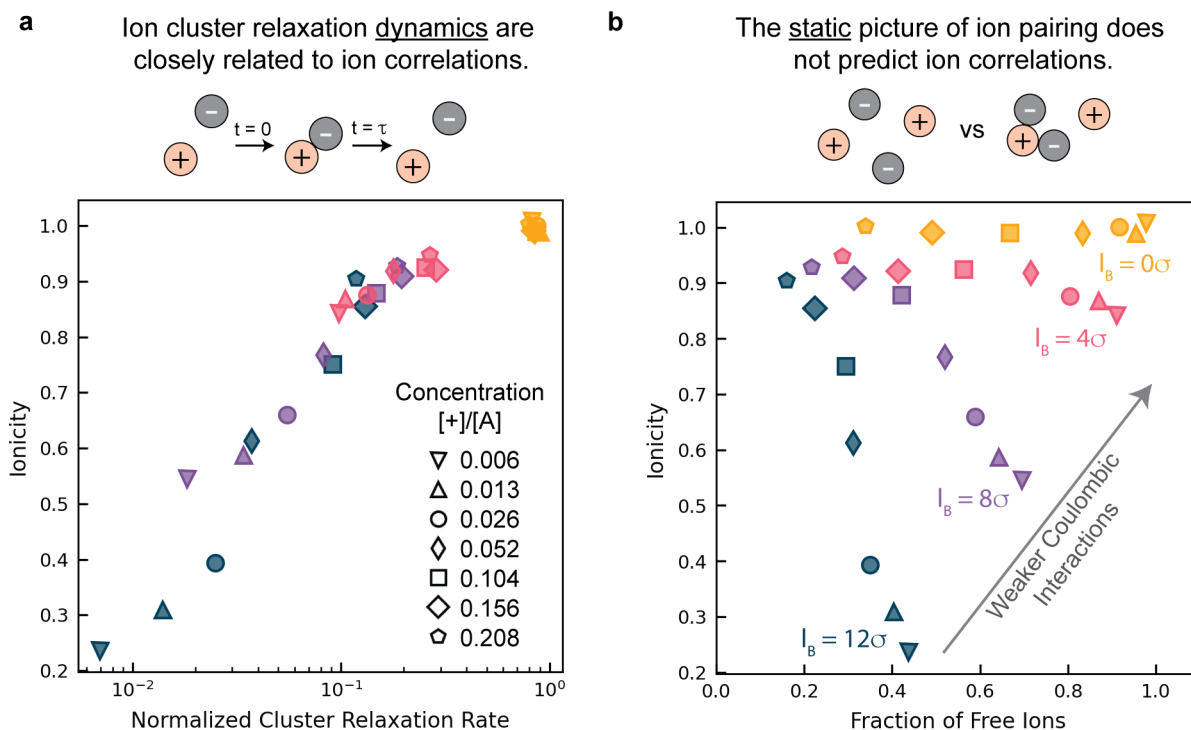 a
Ion cluster relaxation dynamics are
closely related to ion correlations.
+
−
t = 0
+
−
t = τ
+
−
1.0
0.9
0.8
0.7
0.6
0.5
0.4
0.3
0.2
Ionicity
Concentration
[+]/[A]
0.006
0.013
0.026
0.052
0.104
0.156
0.208
10⁻² 10⁻¹ 10⁰
Normalized Cluster Relaxation Rate
b
The static picture of ion pairing does
not predict ion correlations.
+
−
−
+
vs
−
+
−
+
1.0
0.9
0.8
0.7
0.6
0.5
0.4
0.3
0.2
Ionicity
l_B = 0σ
l_B = 4σ
l_B = 8σ
l_B = 12σ
Weaker Coulombic
Interactions
0.0 0.2 0.4 0.6 0.8 1.0
Fraction of Free Ions